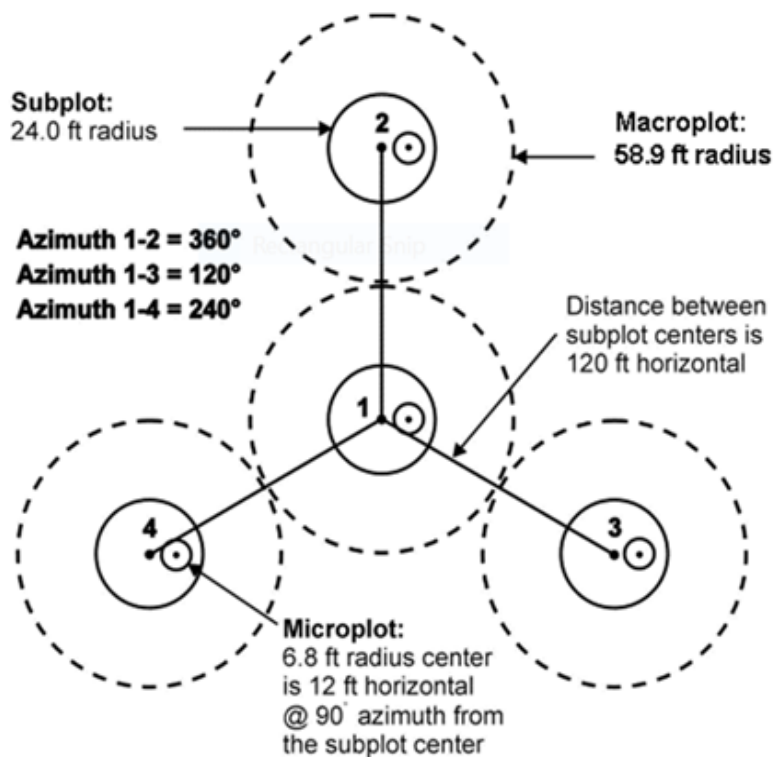 Subplot:
24.0 ft radius
2
Macroplot:
58.9 ft radius
Azimuth 1-2 = 360°
Azimuth 1-3 = 120°
Azimuth 1-4 = 240°
Rectangular Snip
Distance between
subplot centers is
120 ft horizontal
1
4
3
Microplot:
6.8 ft radius center
is 12 ft horizontal
@ 90° azimuth from
the subplot center